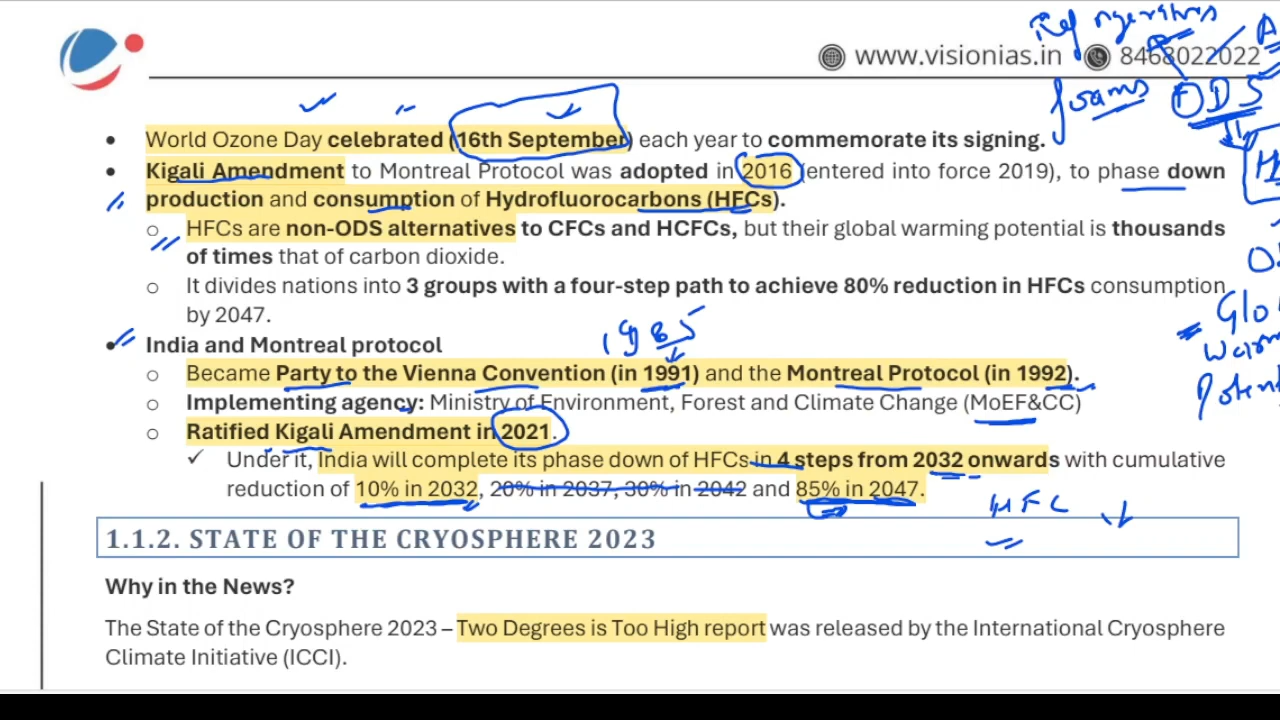 Refrigerators
www.visionias.in 8468022022
foams
ODS
• World Ozone Day celebrated (16th September) each year to commemorate its signing.
• Kigali Amendment to Montreal Protocol was adopted in 2016 (entered into force 2019), to phase down
production and consumption of Hydrofluorocarbons (HFCs).
○ HFCs are non-ODS alternatives to CFCs and HCFCs, but their global warming potential is thousands
of times that of carbon dioxide.
○ It divides nations into 3 groups with a four-step path to achieve 80% reduction in HFCs consumption
by 2047.
1985
• India and Montreal protocol
○ Became Party to the Vienna Convention (in 1991) and the Montreal Protocol (in 1992).
○ Implementing agency: Ministry of Environment, Forest and Climate Change (MoEF&CC)
○ Ratified Kigali Amendment in 2021.
✓ Under it, India will complete its phase down of HFCs in 4 steps from 2032 onwards with cumulative
reduction of 10% in 2032, 20% in 2037, 30% in 2042 and 85% in 2047.
HFC
1.1.2. STATE OF THE CRYOSPHERE 2023
Why in the News?
The State of the Cryosphere 2023 – Two Degrees is Too High report was released by the International Cryosphere
Climate Initiative (ICCI).